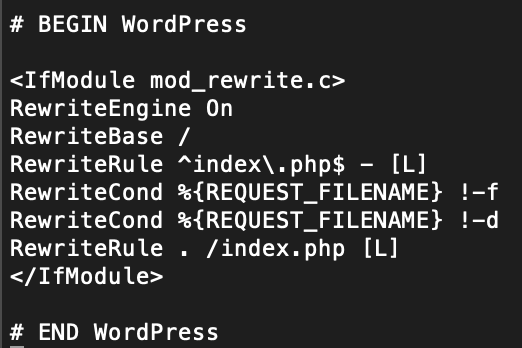 # BEGIN WordPress
<IfModule mod_rewrite.c>
RewriteEngine On
RewriteBase /
RewriteRule ^index\.php$ - [L]
RewriteCond %{REQUEST_FILENAME} !-f
RewriteCond %{REQUEST_FILENAME} !-d
RewriteRule . /index.php [L]
</IfModule>
# END WordPress